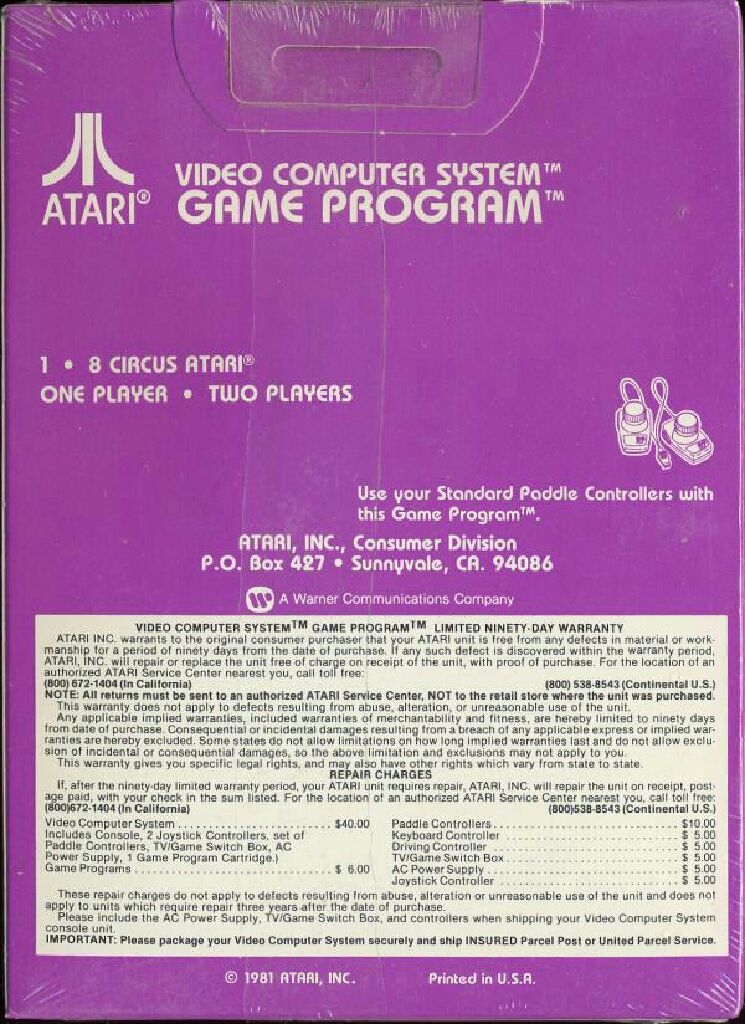 VIDEO COMPUTER SYSTEM™
ATARI® GAME PROGRAM™
1 • 8 CIRCUS ATARI®
ONE PLAYER • TWO PLAYERS
Use your Standard Paddle Controllers with
this Game Program™.
ATARI, INC., Consumer Division
P.O. Box 427 • Sunnyvale, CA. 94086
A Warner Communications Company
VIDEO COMPUTER SYSTEM™ GAME PROGRAM™ LIMITED NINETY-DAY WARRANTY
ATARI INC. warrants to the original consumer purchaser that your ATARI unit is free from any defects in material or work-
manship for a period of ninety days from the date of purchase. If any such defect is discovered within the warranty period,
ATARI, INC. will repair or replace the unit free of charge on receipt of the unit, with proof of purchase. For the location of an
authorized ATARI Service Center nearest you, call toll free:
(800) 672-1404 (In California) (800) 538-8543 (Continental U.S.)
NOTE: All returns must be sent to an authorized ATARI Service Center, NOT to the retail store where the unit was purchased.
This warranty does not apply to defects resulting from abuse, alteration, or unreasonable use of the unit.
Any applicable implied warranties, included warranties of merchantability and fitness, are hereby limited to ninety days
from date of purchase. Consequential or incidental damages resulting from a breach of any applicable express or implied war-
ranties are hereby excluded. Some states do not allow limitations on how long implied warranties last and do not allow exclu-
sion of incidental or consequential damages, so the above limitation and exclusions may not apply to you.
This warranty gives you specific legal rights, and may also have other rights which vary from state to state.
REPAIR CHARGES
If, after the ninety-day limited warranty period, your ATARI unit requires repair, ATARI, INC. will repair the unit on receipt, post-
age paid, with your check in the sum listed. For the location of an authorized ATARI Service Center nearest you, call toll free:
(800)672-1404 (In California) (800)538-8543 (Continental U.S.)
Video Computer System . . . . . . . . . . . . . . . . . . . . . . . . $40.00
Includes Console, 2 Joystick Controllers, set of
Paddle Controllers, TV/Game Switch Box, AC
Power Supply, 1 Game Program Cartridge.)
Game Programs . . . . . . . . . . . . . . . . . . . . . . . . . . . . . . $ 6.00
Paddle Controllers. . . . . . . . . . . . . . . . . . . . . . . . . . . . . $10.00
Keyboard Controller . . . . . . . . . . . . . . . . . . . . . . . . . . . $ 5.00
Driving Controller . . . . . . . . . . . . . . . . . . . . . . . . . . . . . $ 5.00
TV/Game Switch Box . . . . . . . . . . . . . . . . . . . . . . . . . . $ 5.00
AC Power Supply . . . . . . . . . . . . . . . . . . . . . . . . . . . . . $ 5.00
Joystick Controller . . . . . . . . . . . . . . . . . . . . . . . . . . . . $ 5.00
These repair charges do not apply to defects resulting from abuse, alteration or unreasonable use of the unit and does not
apply to units which require repair three years after the date of purchase.
Please include the AC Power Supply, TV/Game Switch Box, and controllers when shipping your Video Computer System
console unit.
IMPORTANT: Please package your Video Computer System securely and ship INSURED Parcel Post or United Parcel Service.
© 1981 ATARI, INC. Printed in U.S.A.